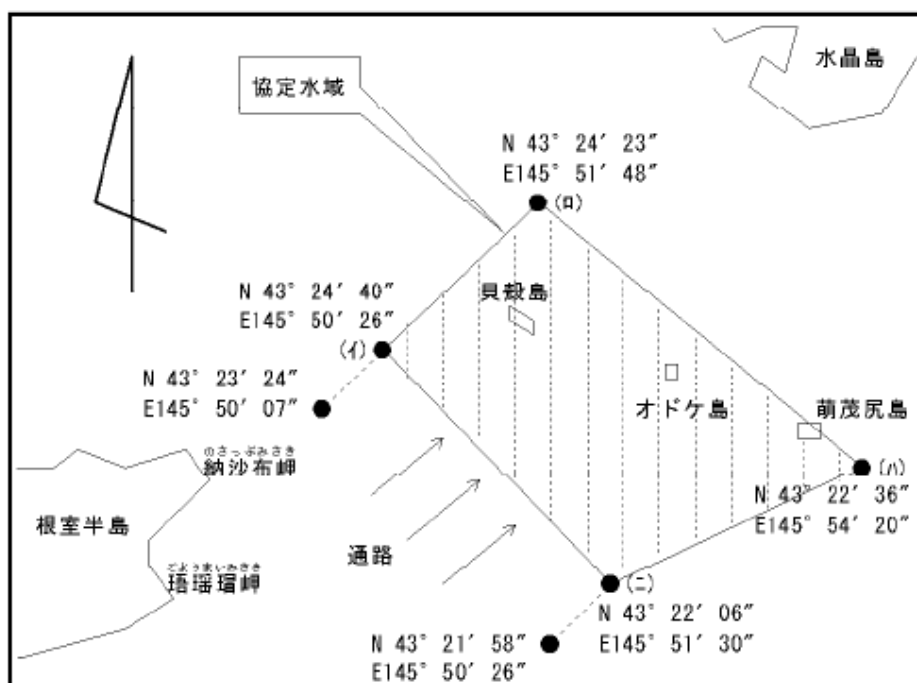 水晶島
協定水域
N 43° 24′ 23″
E145° 51′ 48″
(ロ)
貝殻島
N 43° 24′ 40″
E145° 50′ 26″
(イ)
N 43° 23′ 24″
E145° 50′ 07″
オドケ島
萌茂尻島
のさっぷみさき
納沙布岬
(ハ)
N 43° 22′ 36″
E145° 54′ 20″
根室半島
通路
ごようまいみさき
珸瑶瑁岬
(ニ)
N 43° 22′ 06″
E145° 51′ 30″
N 43° 21′ 58″
E145° 50′ 26″